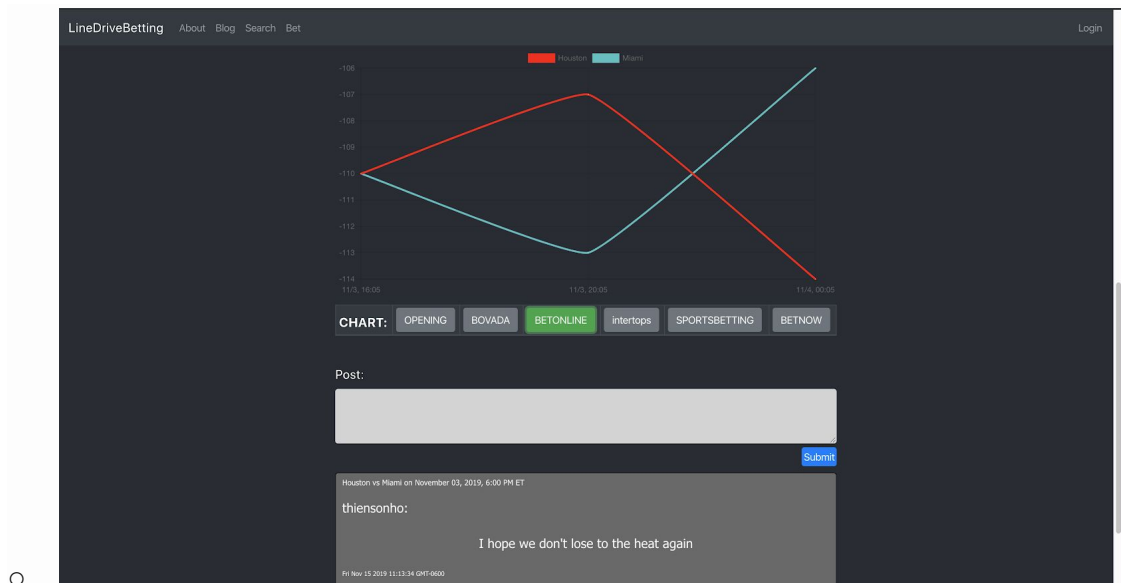 LineDriveBetting About Blog Search Bet Login
Houston Miami
-106
-107
-108
-109
-110
-111
-112
-113
-114
11/3, 16:05 11/3, 20:05 11/4, 00:05
CHART: OPENING BOVADA BETONLINE intertops SPORTSBETTING BETNOW
Post:
Submit
Houston vs Miami on November 03, 2019, 6:00 PM ET
thiensonho:
I hope we don't lose to the heat again
Fri Nov 15 2019 11:13:34 GMT-0600